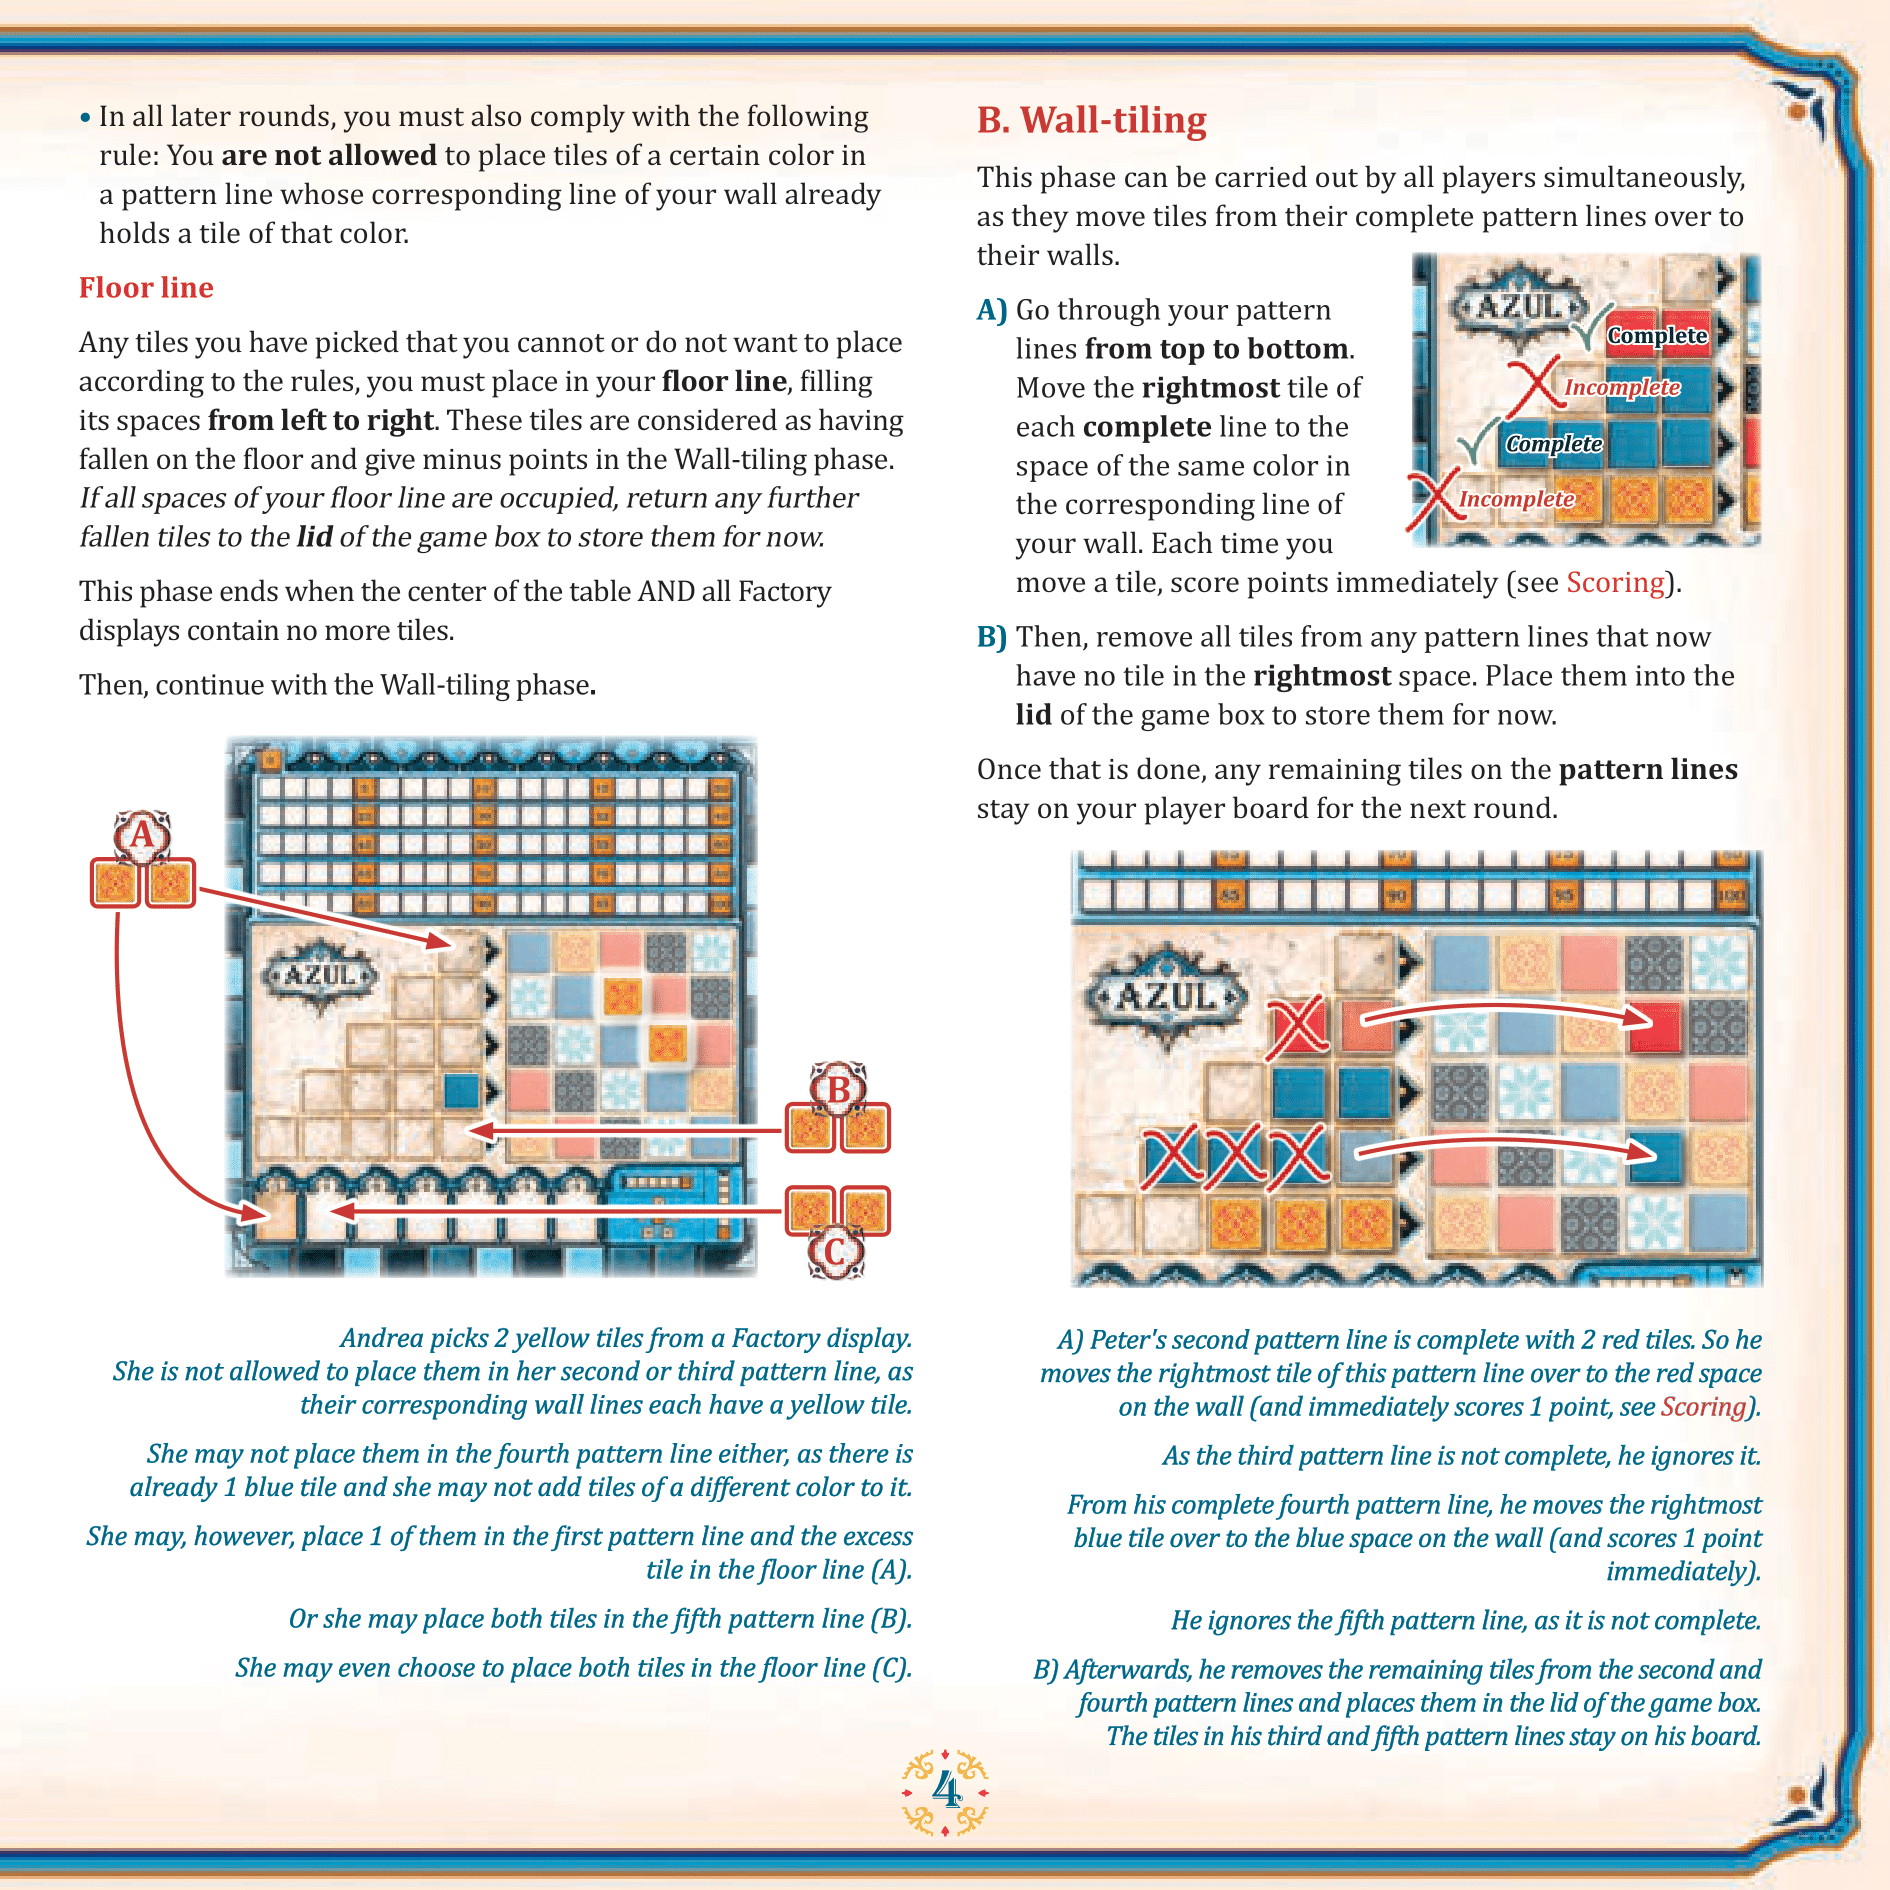 • In all later rounds, you must also comply with the following
rule: You are not allowed to place tiles of a certain color in
a pattern line whose corresponding line of your wall already
holds a tile of that color.
Floor line
Any tiles you have picked that you cannot or do not want to place
according to the rules, you must place in your floor line, filling
its spaces from left to right. These tiles are considered as having
fallen on the floor and give minus points in the Wall-tiling phase.
If all spaces of your floor line are occupied, return any further
fallen tiles to the lid of the game box to store them for now.
This phase ends when the center of the table AND all Factory
displays contain no more tiles.
Then, continue with the Wall-tiling phase.
A
AZUL
B
C
Andrea picks 2 yellow tiles from a Factory display.
She is not allowed to place them in her second or third pattern line, as
their corresponding wall lines each have a yellow tile.
She may not place them in the fourth pattern line either, as there is
already 1 blue tile and she may not add tiles of a different color to it.
She may, however, place 1 of them in the first pattern line and the excess
tile in the floor line (A).
Or she may place both tiles in the fifth pattern line (B).
She may even choose to place both tiles in the floor line (C).
B. Wall-tiling
This phase can be carried out by all players simultaneously,
as they move tiles from their complete pattern lines over to
their walls.
A) Go through your pattern
lines from top to bottom.
Move the rightmost tile of
each complete line to the
space of the same color in
the corresponding line of
your wall. Each time you
move a tile, score points immediately (see Scoring).
AZUL
Complete
Incomplete
Complete
Incomplete
B) Then, remove all tiles from any pattern lines that now
have no tile in the rightmost space. Place them into the
lid of the game box to store them for now.
Once that is done, any remaining tiles on the pattern lines
stay on your player board for the next round.
85 90 95 100
AZUL
A) Peter's second pattern line is complete with 2 red tiles. So he
moves the rightmost tile of this pattern line over to the red space
on the wall (and immediately scores 1 point, see Scoring).
As the third pattern line is not complete, he ignores it.
From his complete fourth pattern line, he moves the rightmost
blue tile over to the blue space on the wall (and scores 1 point
immediately).
He ignores the fifth pattern line, as it is not complete.
B) Afterwards, he removes the remaining tiles from the second and
fourth pattern lines and places them in the lid of the game box.
The tiles in his third and fifth pattern lines stay on his board.
4